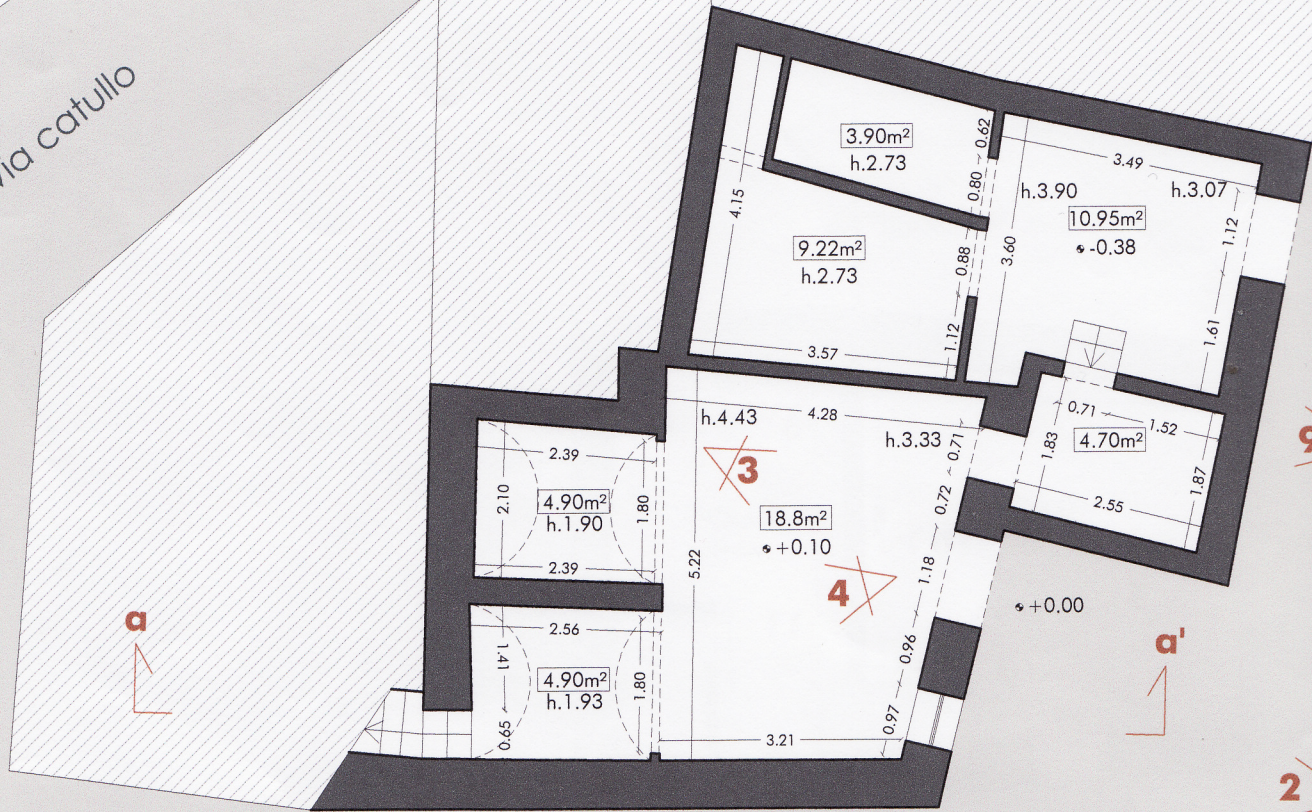 via catullo
3.90m²
h.2.73
0.62
0.80
3.49
h.3.90
h.3.07
10.95m²
-0.38
1.12
4.15
9.22m²
h.2.73
0.88
3.60
1.61
1.12
3.57
h.4.43
4.28
h.3.33
0.71
0.71
1.52
4.70m²
1.83
1.87
2.55
3
2.39
2.10
4.90m²
h.1.90
1.80
2.39
18.8m²
+0.10
0.72
5.22
4
1.18
+0.00
a
2.56
1.41
4.90m²
h.1.93
1.80
0.65
0.96
0.97
3.21
a'
9
2